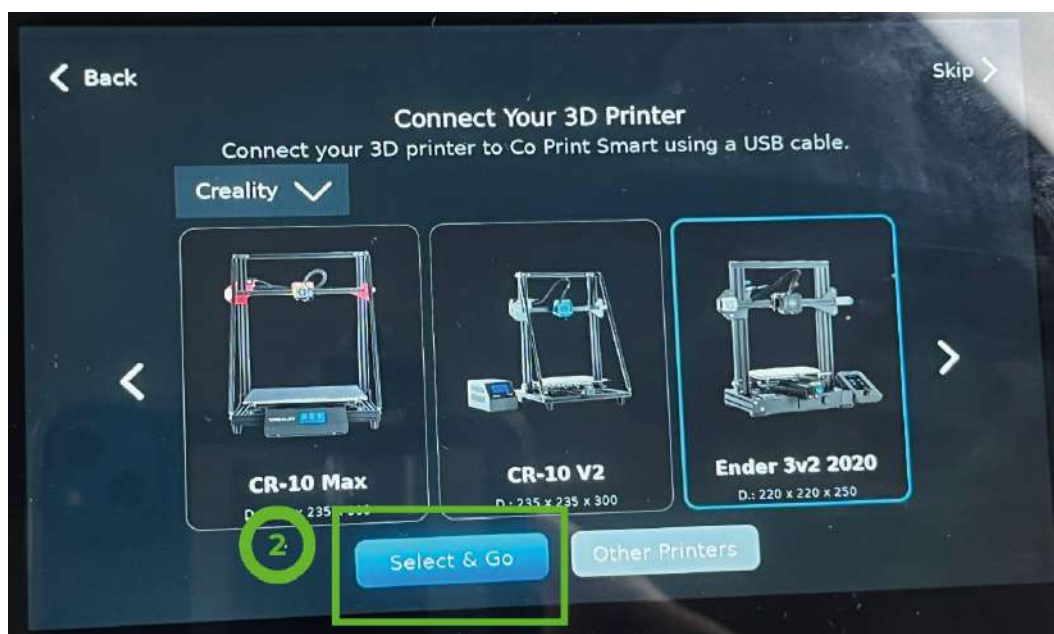 Back
Skip
Connect Your 3D Printer
Connect your 3D printer to Co Print Smart using a USB cable.
Creality
CR-10 Max
CR-10 V2
Ender 3v2 2020
235
D.: 235 x 235 x 300
D.: 220 x 220 x 250
2
Select & Go
Other Printers